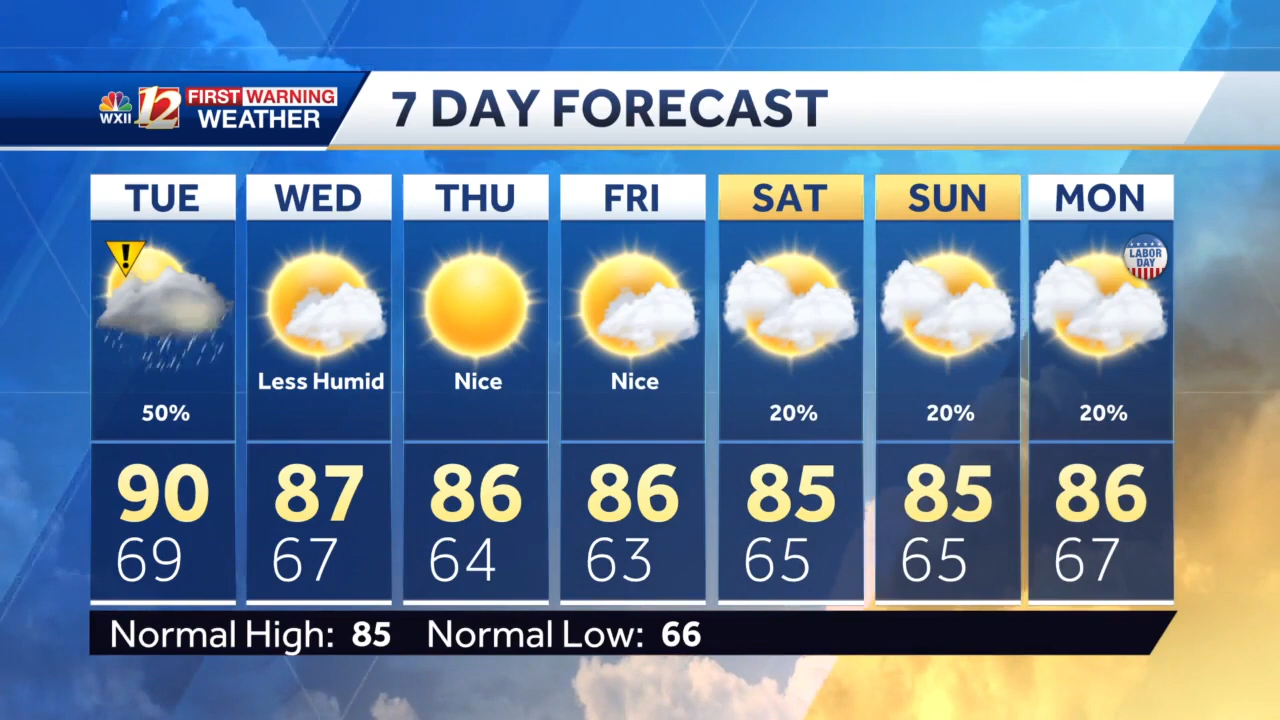 WXII 12 FIRST WARNING WEATHER
7 DAY FORECAST
TUE WED THU FRI SAT SUN MON
!
LABOR
DAY
Less Humid Nice Nice
50% 20% 20% 20%
90 87 86 86 85 85 86
69 67 64 63 65 65 67
Normal High: 85 Normal Low: 66